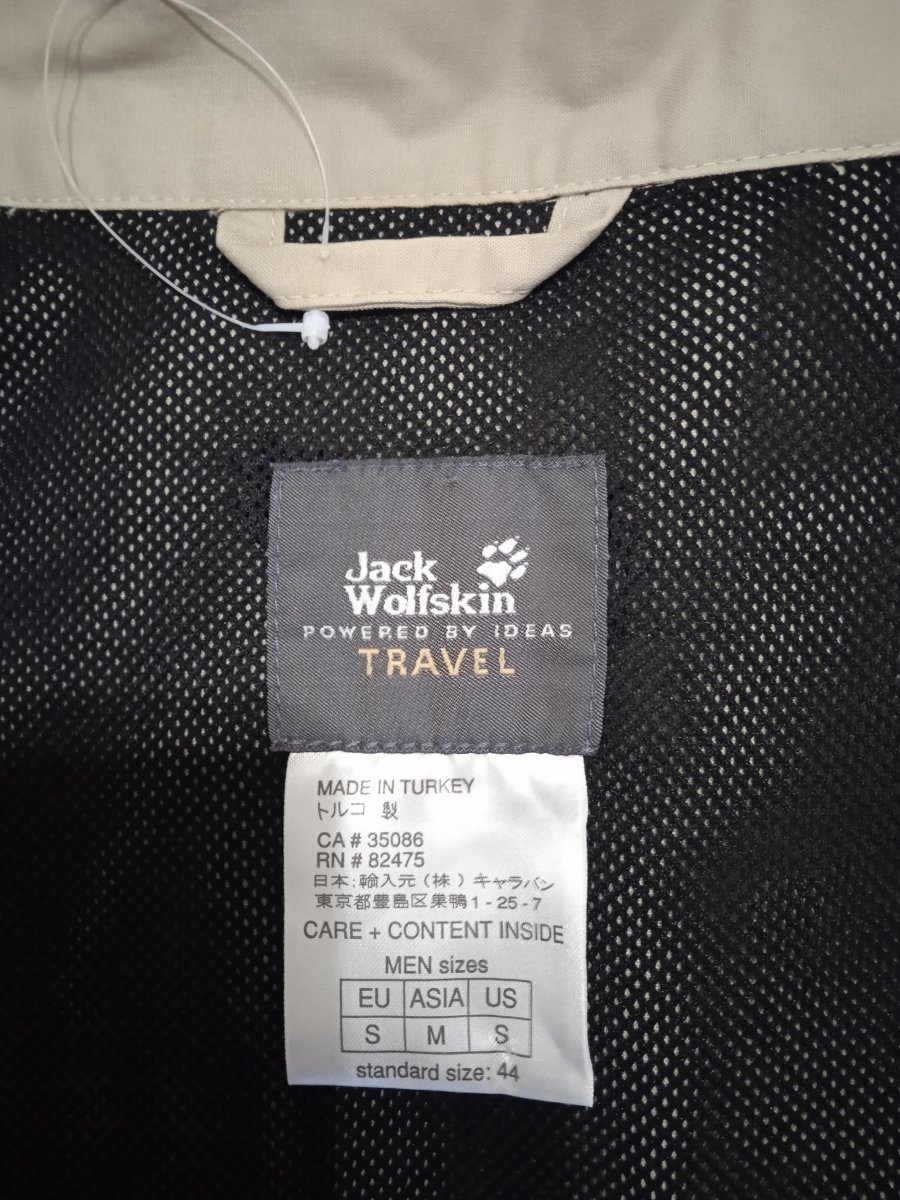 Jack
Wolfskin
POWERED BY IDEAS
TRAVEL
MADE IN TURKEY
トルコ 製
CA # 35086
RN # 82475
日本:輸入元(株)キャラバン
東京都豊島区巣鴨1-25-7
CARE + CONTENT INSIDE
MEN sizes
EU ASIA US
S M S
standard size: 44